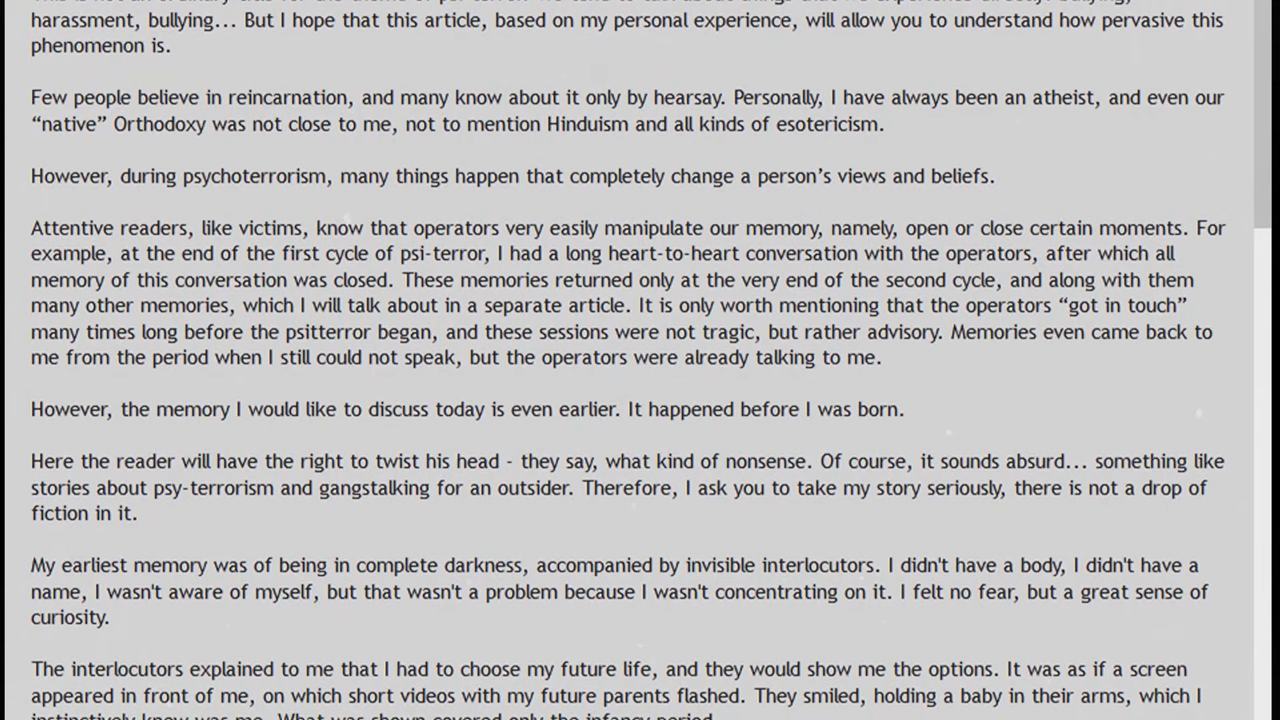 harassment, bullying... But I hope that this article, based on my personal experience, will allow you to understand how pervasive this
phenomenon is.
Few people believe in reincarnation, and many know about it only by hearsay. Personally, I have always been an atheist, and even our
“native” Orthodoxy was not close to me, not to mention Hinduism and all kinds of esotericism.
However, during psychoterrorism, many things happen that completely change a person’s views and beliefs.
Attentive readers, like victims, know that operators very easily manipulate our memory, namely, open or close certain moments. For
example, at the end of the first cycle of psi-terror, I had a long heart-to-heart conversation with the operators, after which all
memory of this conversation was closed. These memories returned only at the very end of the second cycle, and along with them
many other memories, which I will talk about in a separate article. It is only worth mentioning that the operators “got in touch”
many times long before the psitterror began, and these sessions were not tragic, but rather advisory. Memories even came back to
me from the period when I still could not speak, but the operators were already talking to me.
However, the memory I would like to discuss today is even earlier. It happened before I was born.
Here the reader will have the right to twist his head - they say, what kind of nonsense. Of course, it sounds absurd... something like
stories about psy-terrorism and gangstalking for an outsider. Therefore, I ask you to take my story seriously, there is not a drop of
fiction in it.
My earliest memory was of being in complete darkness, accompanied by invisible interlocutors. I didn't have a body, I didn't have a
name, I wasn't aware of myself, but that wasn't a problem because I wasn't concentrating on it. I felt no fear, but a great sense of
curiosity.
The interlocutors explained to me that I had to choose my future life, and they would show me the options. It was as if a screen
appeared in front of me, on which short videos with my future parents flashed. They smiled, holding a baby in their arms, which I
instinctively knew was me. What was shown covered only the infancy period.